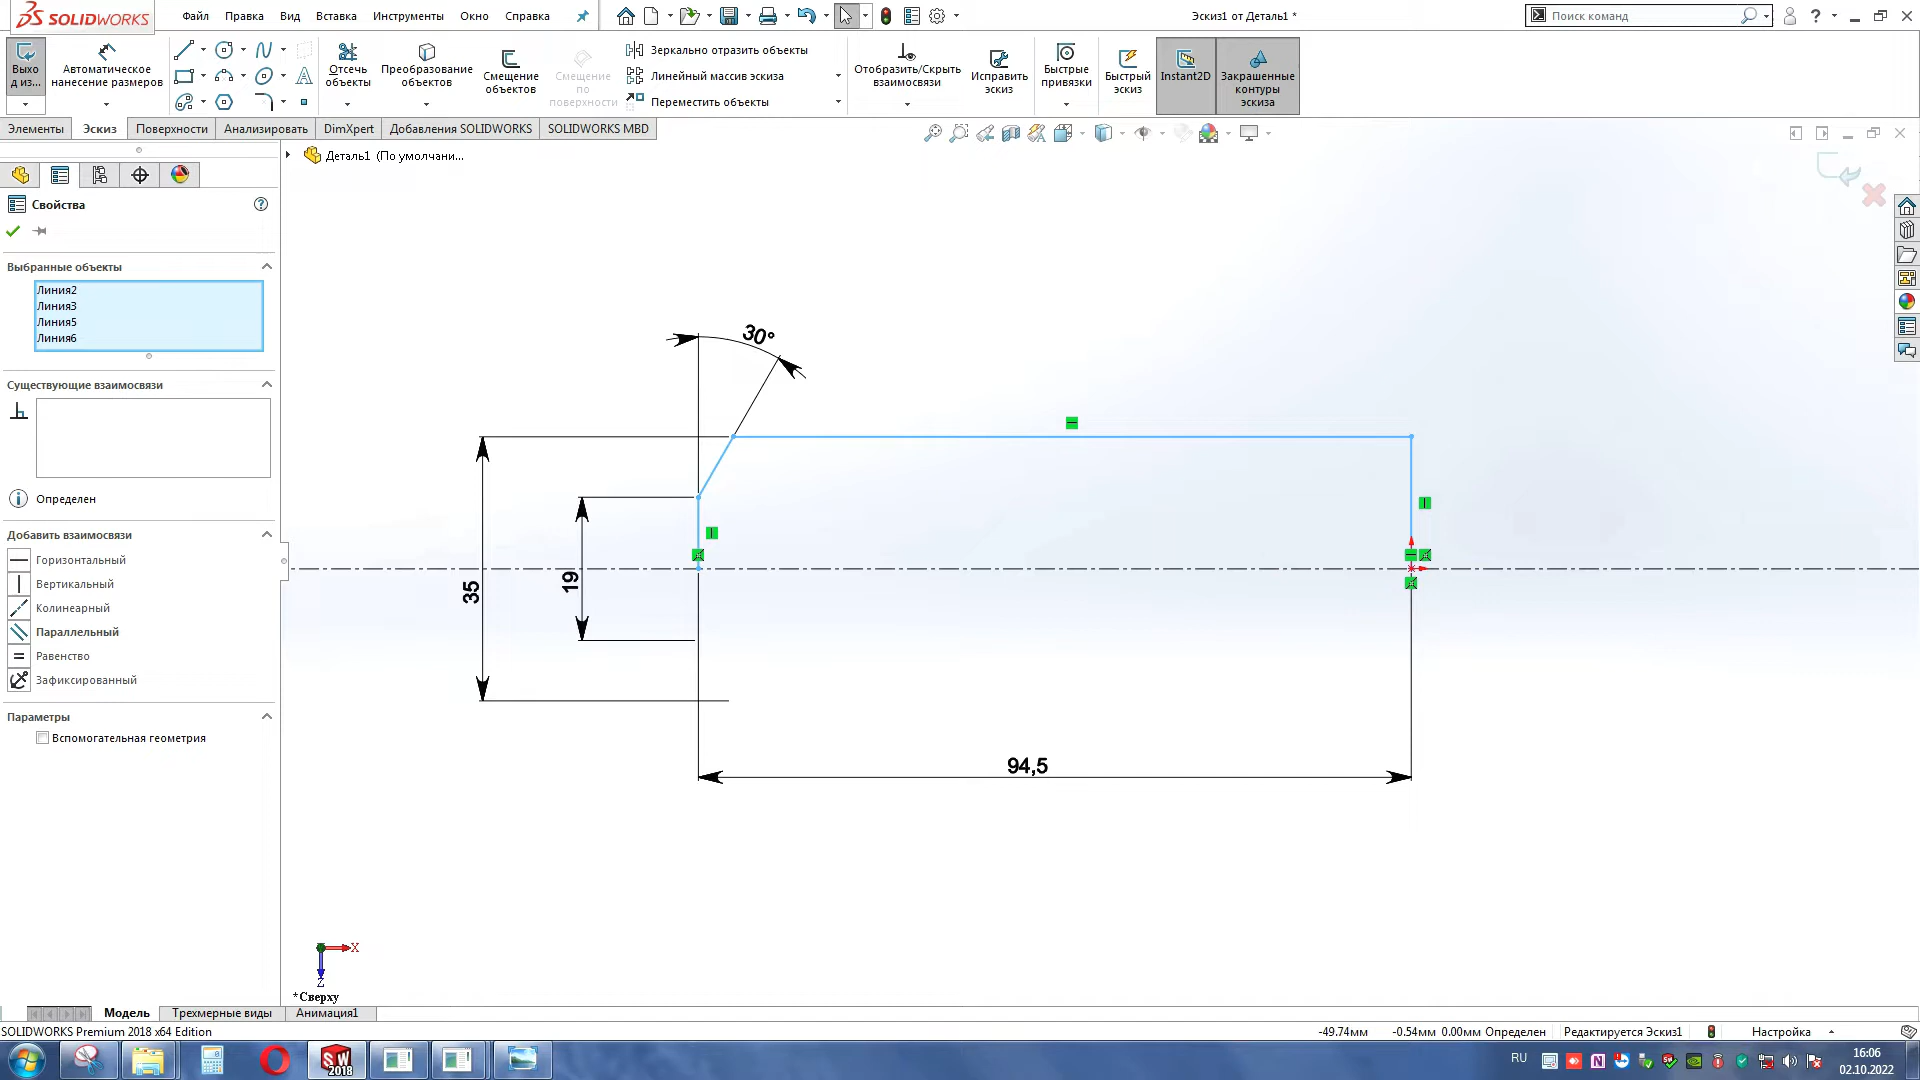 SOLIDWORKS
Файл Правка Вид Вставка Инструменты Окно Справка
Эскиз1 от Деталь1 *
Поиск команд
Выхо
д из...
Автоматическое
нанесение размеров
Отсечь
объекты
Преобразование
объектов
Смещение
объектов
Смещение
по
поверхности
Зеркально отразить объекты
Линейный массив эскиза
Переместить объекты
Отобразить/Скрыть
взаимосвязи
Исправить
эскиз
Быстрые
привязки
Быстрый
эскиз
Instant2D
Закрашенные
контуры
эскиза
Элементы Эскиз Поверхности Анализировать DimXpert Добавления SOLIDWORKS SOLIDWORKS MBD
Деталь1 (По умолчани...
Свойства
Выбранные объекты
Линия2
Линия3
Линия5
Линия6
Существующие взаимосвязи
Определен
Добавить взаимосвязи
Горизонтальный
Вертикальный
Колинеарный
Параллельный
Равенство
Зафиксированный
Параметры
Вспомогательная геометрия
30°
35
19
94,5
X
Z
*Сверху
Модель Трехмерные виды Анимация1
SOLIDWORKS Premium 2018 x64 Edition
-49.74мм -0.54мм 0.00мм Определен Редактируется Эскиз1 Настройка
SW
2018
RU
16:06
02.10.2022